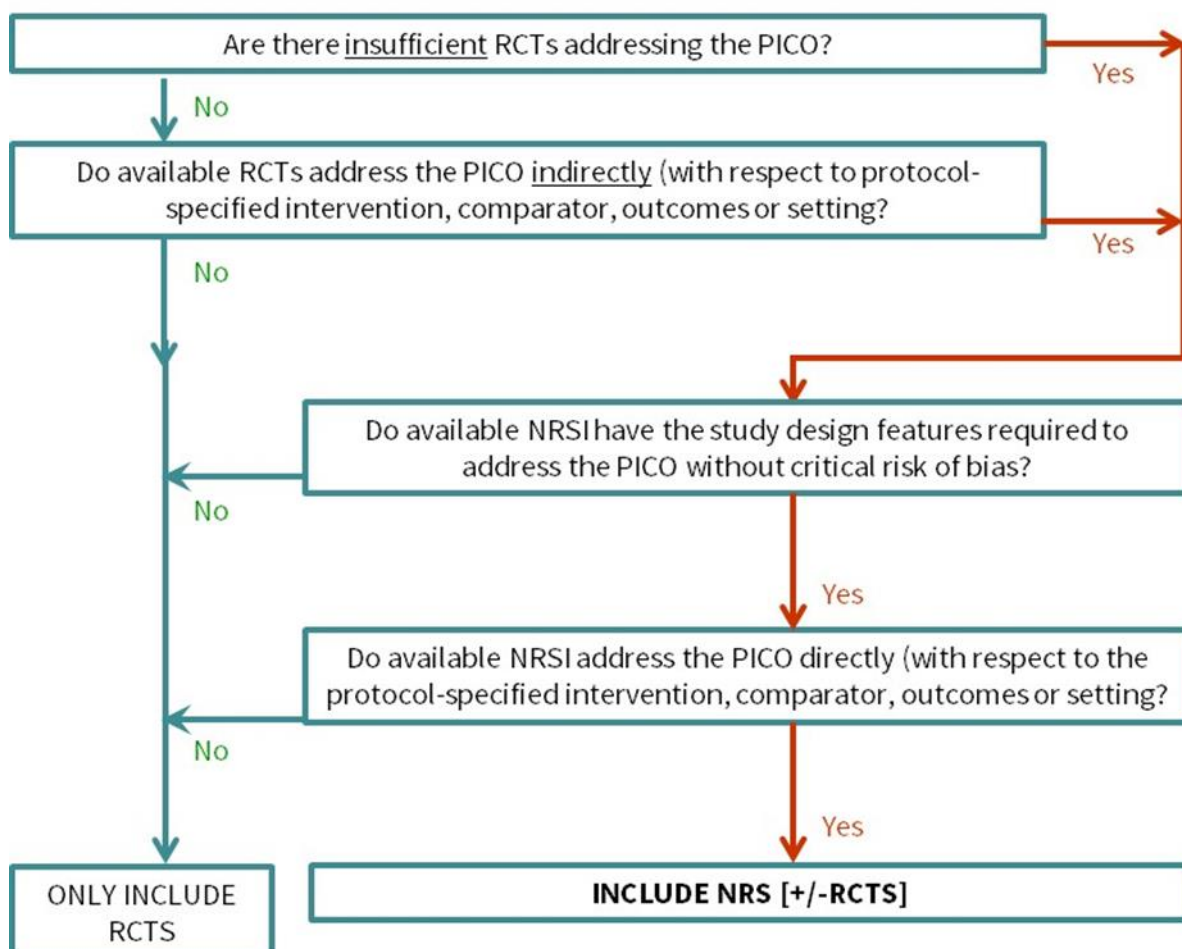 Are there insufficient RCTs addressing the PICO?
Yes
No
Do available RCTs address the PICO indirectly (with respect to protocol-
specified intervention, comparator, outcomes or setting?
Yes
No
Do available NRSI have the study design features required to
address the PICO without critical risk of bias?
No
Yes
Do available NRSI address the PICO directly (with respect to the
protocol-specified intervention, comparator, outcomes or setting?
No
Yes
ONLY INCLUDE
RCTS
INCLUDE NRS [+/-RCTS]